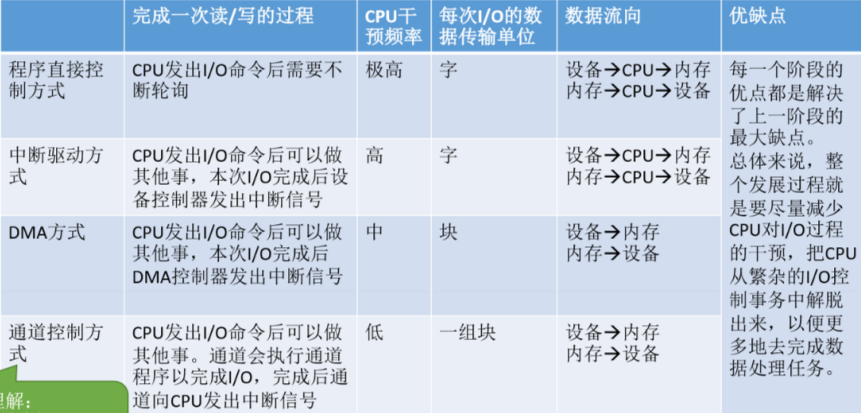 完成一次读/写的过程
CPU干
预频率
每次I/O的数
据传输单位
数据流向
优缺点
程序直接控
制方式
CPU发出I/O命令后需要不
断轮询
极高
字
设备→CPU→内存
内存→CPU→设备
每一个阶段的
优点都是解决
了上一阶段的
最大缺点。
总体来说，整
个发展过程就
是要尽量减少
CPU对I/O过程
的干预，把CPU
从繁杂的I/O控
制事务中解脱
出来，以便更
多地去完成数
据处理任务。
中断驱动方
式
CPU发出I/O命令后可以做
其他事，本次I/O完成后设
备控制器发出中断信号
高
字
设备→CPU→内存
内存→CPU→设备
DMA方式
CPU发出I/O命令后可以做
其他事，本次I/O完成后
DMA控制器发出中断信号
中
块
设备→内存
内存→设备
通道控制方
式
CPU发出I/O命令后可以做
其他事。通道会执行通道
程序以完成I/O，完成后通
道向CPU发出中断信号
低
一组块
设备→内存
内存→设备
解：